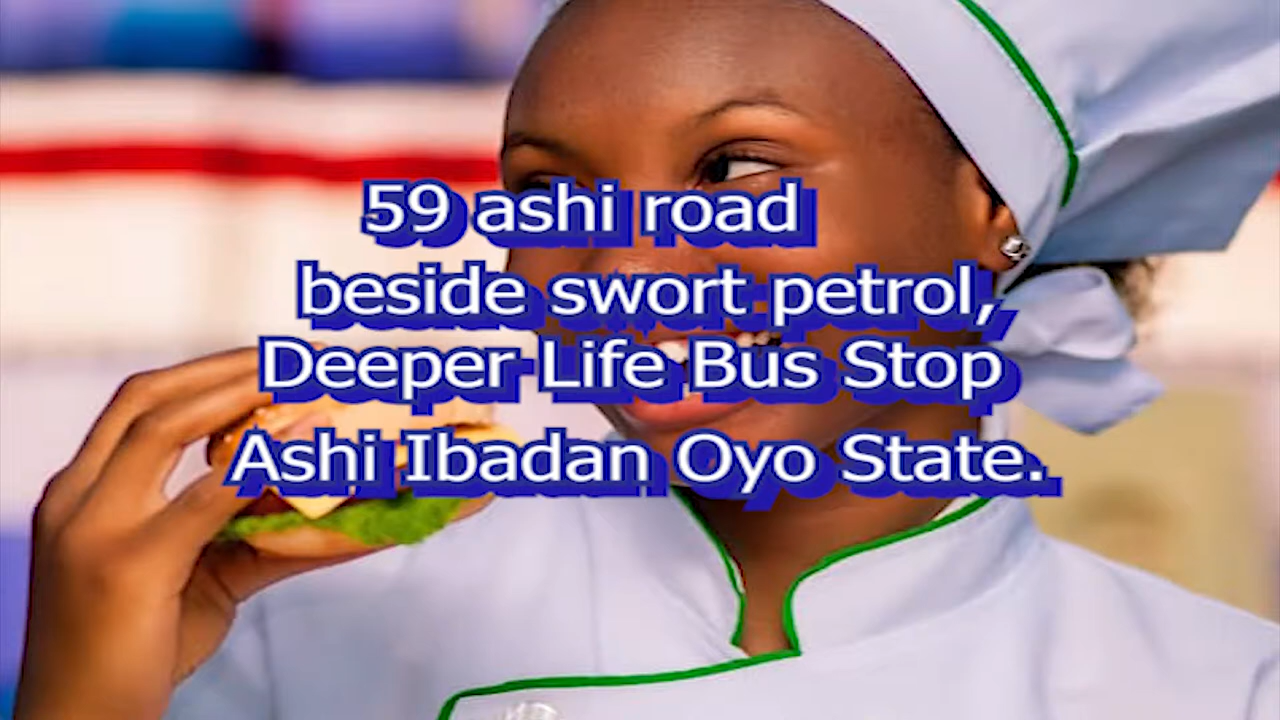 59 ashi road
beside swort petrol,
Deeper Life Bus Stop
Ashi Ibadan Oyo State.